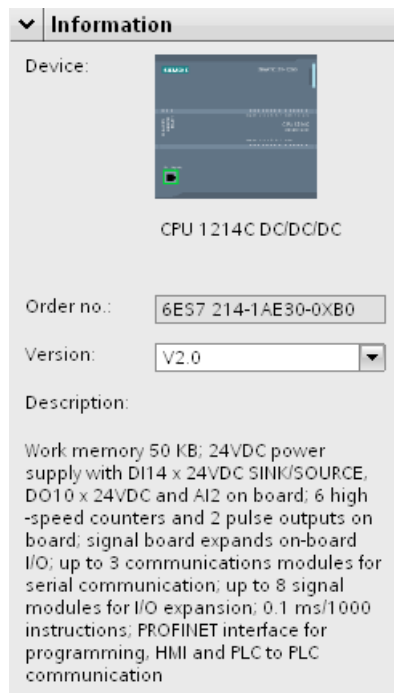 Information
Device:
SIEMENS
CPU 1214C DC/DC/DC
Order no.:
6ES7 214-1AE30-0XB0
Version:
V2.0
Description:
Work memory 50 KB; 24VDC power
supply with DI14 x 24VDC SINK/SOURCE,
DO10 x 24VDC and AI2 on board; 6 high
-speed counters and 2 pulse outputs on
board; signal board expands on-board
I/O; up to 3 communications modules for
serial communication; up to 8 signal
modules for I/O expansion; 0.1 ms/1000
instructions; PROFINET interface for
programming, HMI and PLC to PLC
communication